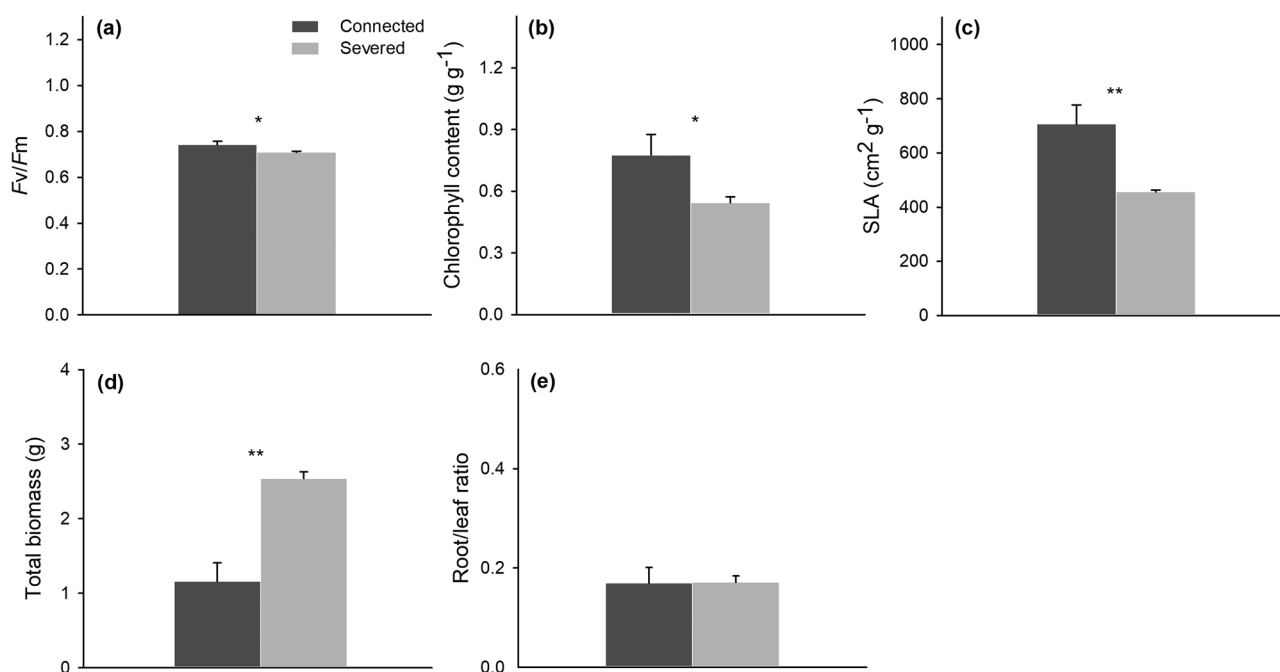 (a)
Connected
Severed
Fv/Fm
1.2
1.0
0.8
0.6
0.4
0.2
0.0
*
(b)
Chlorophyll content (g g⁻¹)
1.2
0.9
0.6
0.3
0.0
*
(c)
SLA (cm² g⁻¹)
1000
800
600
400
200
0
**
(d)
Total biomass (g)
4
3
2
1
0
**
(e)
Root/leaf ratio
0.6
0.4
0.2
0.0